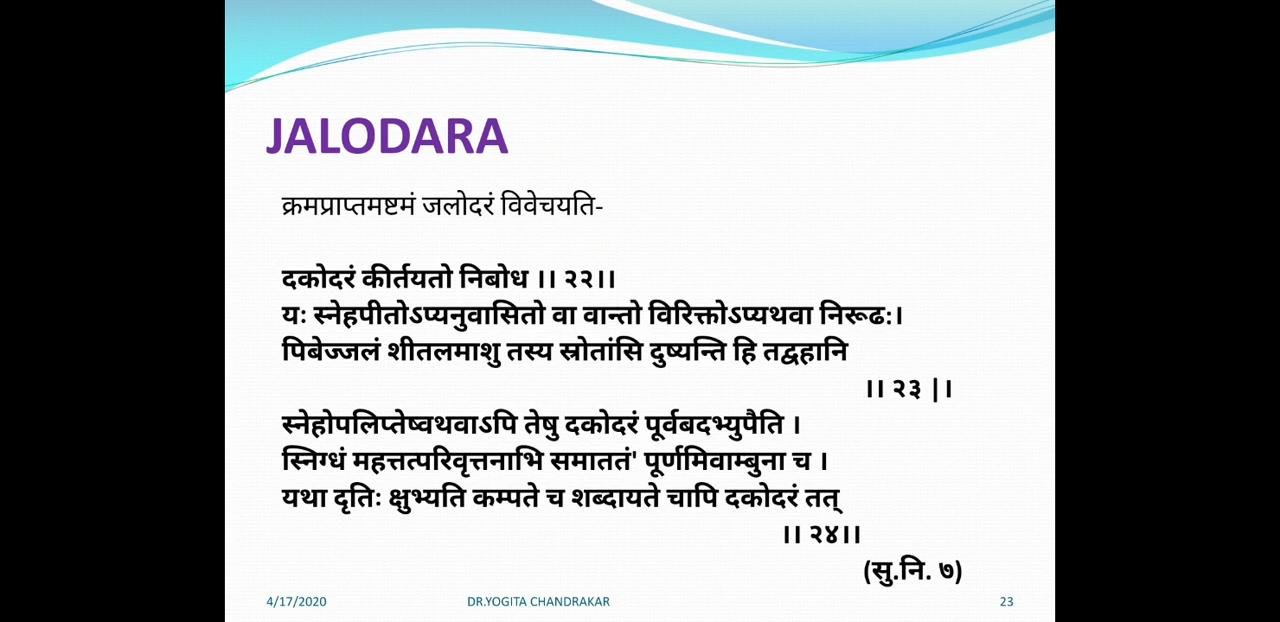 JALODARA
क्रमप्राप्तमष्टमं जलोदरं विवेचयति-
दकोदरं कीर्तयतो निबोध ।। २२।।
यः स्नेहपीतोऽप्यनुवासितो वा वान्तो विरिक्तोऽप्यथवा निरूढः।
पिबेज्जलं शीतलमाशु तस्य स्रोतांसि दुष्यन्ति हि तद्वहानि
।। २३ |।
स्नेहोपलिप्तेष्वथवाऽपि तेषु दकोदरं पूर्वबदभ्युपैति ।
स्निग्धं महत्तत्परिवृत्तनाभि समाततं' पूर्णमिवाम्बुना च ।
यथा दृतिः क्षुभ्यति कम्पते च शब्दायते चापि दकोदरं तत्
।। २४।।
(सु.नि. ७)
4/17/2020 DR.YOGITA CHANDRAKAR 23